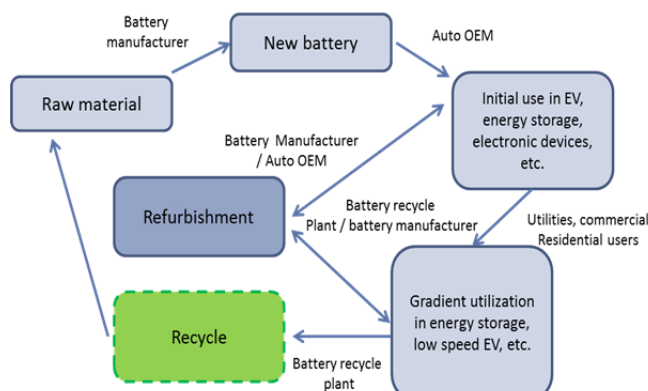 Battery
manufacturer
New battery
Auto OEM
Raw material
Initial use in EV,
energy storage,
electronic devices,
etc.
Battery Manufacturer
/ Auto OEM
Refurbishment
Battery recycle
Plant / battery manufacturer
Utilities, commercial
Residential users
Gradient utilization
in energy storage,
low speed EV, etc.
Recycle
Battery recycle
plant